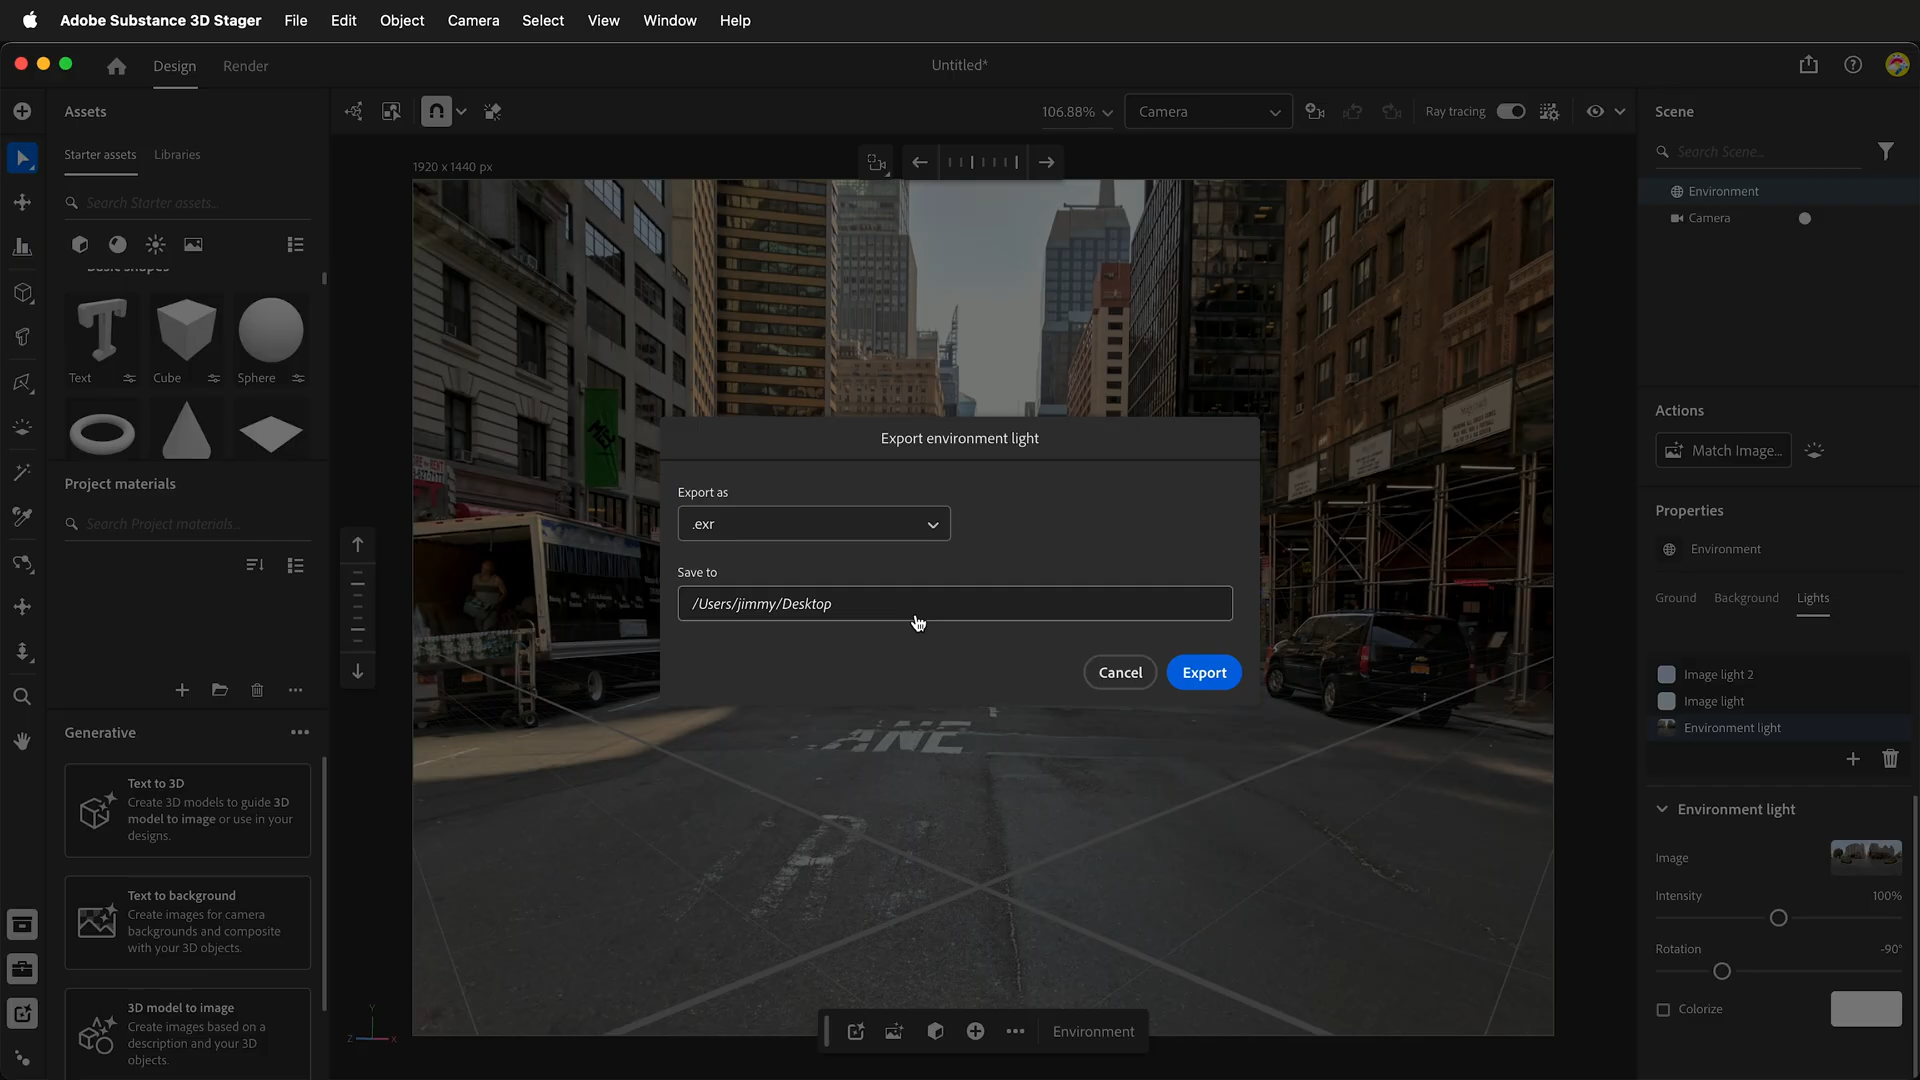 Adobe Substance 3D Stager File Edit Object Camera Select View Window Help
Design Render Untitled*
Assets
Starter assets Libraries
Search Starter assets...
Basic shapes
Text Cube Sphere
Project materials
Search Project materials...
Generative
Text to 3D
Create 3D models to guide 3D
model to image or use in your
designs.
Text to background
Create images for camera
backgrounds and composite
with your 3D objects.
3D model to image
Create images based on a
description and your 3D
objects.
106.88% Camera Ray tracing
1920 x 1440 px
Export environment light
Export as
.exr
Save to
/Users/jimmy/Desktop
Cancel Export
ANE
Y
Z X
Environment
Scene
Search Scene...
Environment
Camera
Actions
Match Image...
Properties
Environment
Ground Background Lights
Image light 2
Image light
Environment light
Environment light
Image
Intensity 100%
Rotation -90°
Colorize